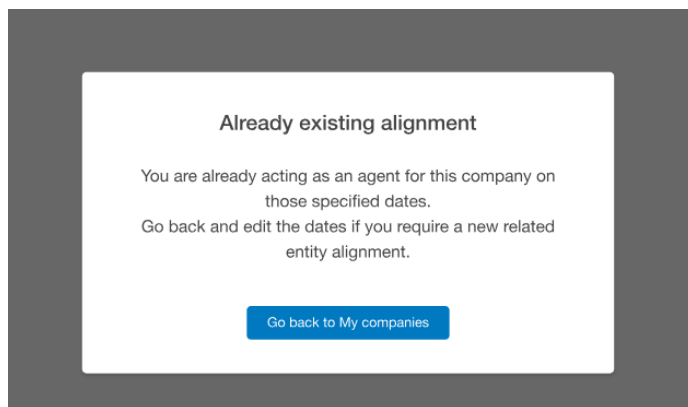 Already existing alignment
You are already acting as an agent for this company on
those specified dates.
Go back and edit the dates if you require a new related
entity alignment.
Go back to My companies